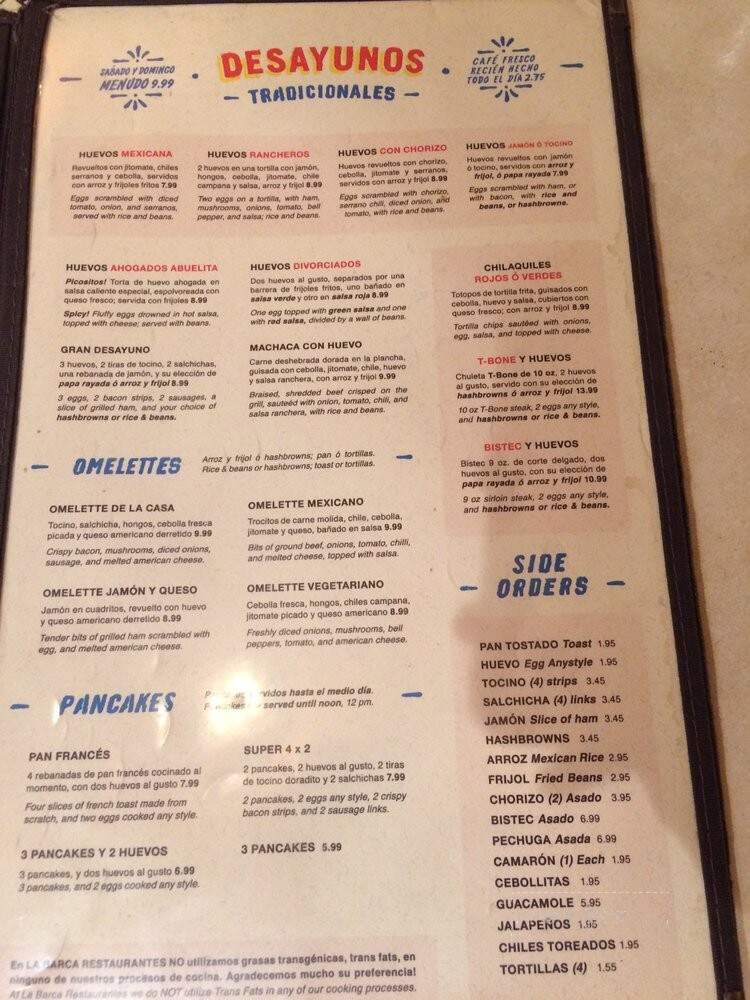 SABADO Y DOMINGO
MENUDO 9.99
DESAYUNOS
TRADICIONALES
CAFÉ FRESCO
RECIÉN HECHO
TODO EL DÍA 2.75
HUEVOS MEXICANA
Revueltos con jitomate, chiles
serranos y cebolla, servidos
con arroz y frijoles fritos 7.99
Eggs scrambled with diced
tomato, onion, and serranos,
served with rice and beans.
HUEVOS RANCHEROS
2 huevos en una tortilla con jamón,
hongos, cebolla, jitomate, chile
campana y salsa, arroz y frijol 8.99
Two eggs on a tortilla, with ham,
mushrooms, onions, tomato, bell
pepper, and salsa; rice and beans.
HUEVOS CON CHORIZO
Huevos revueltos con chorizo,
cebolla, jitomate y serranos,
servidos con arroz y frijol 8.99
Eggs scrambled with chorizo,
serrano chili, diced onion, and
tomato, with rice and beans.
HUEVOS JAMÓN Ó TOCINO
Huevos revueltos con jamón
ó tocino, servidos con arroz y
frijol, ó papa rayada 7.99
Eggs scrambled with ham, or
with bacon, with rice and
beans, or hashbrowns.
HUEVOS AHOGADOS ABUELITA
Picositos! Torta de huevo ahogada en
salsa caliente especial, espolvoreada con
queso fresco; servida con frijoles 8.99
Spicy! Fluffy eggs drowned in hot salsa,
topped with cheese; served with beans.
HUEVOS DIVORCIADOS
Dos huevos al gusto, separados por una
barrera de frijoles fritos, uno bañado en
salsa verde y otro en salsa roja 8.99
One egg topped with green salsa and one
with red salsa, divided by a wall of beans.
CHILAQUILES
ROJOS Ó VERDES
Totopos de tortilla frita, guisados con
cebolla, huevo y salsa, cubiertos con
queso fresco; con arroz y frijol 8.99
Tortilla chips sautéed with onions,
egg, salsa, and topped with cheese.
GRAN DESAYUNO
3 huevos, 2 tiras de tocino, 2 salchichas,
una rebanada de jamón, y su elección de
papa rayada ó arroz y frijol 8.99
3 eggs, 2 bacon strips, 2 sausages, a
slice of grilled ham, and your choice of
hashbrowns or rice & beans.
MACHACA CON HUEVO
Carne deshebrada dorada en la plancha,
guisada con cebolla, jitomate, chile, huevo
y salsa ranchera, con arroz y frijol 9.99
Braised, shredded beef crisped on the
grill, sautéed with onion, tomato, chili, and
salsa ranchera, with rice and beans.
T-BONE Y HUEVOS
Chuleta T-Bone de 10 oz, 2 huevos
al gusto, servido con su elección de
hashbrowns ó arroz y frijol 13.99
10 oz T-Bone steak, 2 eggs any style,
and hashbrowns or rice & beans.
BISTEC Y HUEVOS
Bistec 9 oz. de corte delgado, dos
huevos al gusto, con su elección de
papa rayada ó arroz y frijol 10.99
9 oz sirloin steak, 2 eggs any style,
and hashbrowns or rice & beans.
OMELETTES
Arroz y frijol ó hashbrowns; pan ó tortillas.
Rice & beans or hashbrowns; toast or tortillas.
OMELETTE DE LA CASA
Tocino, salchicha, hongos, cebolla fresca
picada y queso americano derretido 9.99
Crispy bacon, mushrooms, diced onions,
sausage, and melted american cheese.
OMELETTE MEXICANO
Trocitos de carne molida, chile, cebolla,
jitomate y queso, bañado en salsa 9.99
Bits of ground beef, onions, tomato, chilli,
and melted cheese, topped with salsa.
OMELETTE JAMÓN Y QUESO
Jamón en cuadritos, revuelto con huevo
y queso americano derretido 8.99
Tender bits of grilled ham scrambled with
egg, and melted american cheese.
OMELETTE VEGETARIANO
Cebolla fresca, hongos, chiles campana,
jitomate picado y queso americano 8.99
Freshly diced onions, mushrooms, bell
peppers, tomato, and american cheese.
PANCAKES
servidos hasta el medio día.
served until noon, 12 pm.
PAN FRANCÉS
4 rebanadas de pan francés cocinado al
momento, con dos huevos al gusto 7.99
Four slices of french toast made from
scratch, and two eggs cooked any style.
SUPER 4 x 2
2 pancakes, 2 huevos al gusto, 2 tiras
de tocino doradito y 2 salchichas 7.99
2 pancakes, 2 eggs any style, 2 crispy
bacon strips, and 2 sausage links.
3 PANCAKES Y 2 HUEVOS
3 pancakes, y dos huevos al gusto 6.99
3 pancakes, and 2 eggs cooked any style.
3 PANCAKES 5.99
SIDE
ORDERS
PAN TOSTADO Toast 1.95
HUEVO Egg Anystyle 1.95
TOCINO (4) strips 3.45
SALCHICHA (4) links 3.45
JAMÓN Slice of ham 3.45
HASHBROWNS 3.45
ARROZ Mexican Rice 2.95
FRIJOL Fried Beans 2.95
CHORIZO (2) Asado 3.95
BISTEC Asado 6.99
PECHUGA Asada 6.99
CAMARÓN (1) Each 1.95
CEBOLLITAS 1.95
GUACAMOLE 5.95
JALAPEÑOS 1.95
CHILES TOREADOS 1.95
TORTILLAS (4) 1.55
En LA BARCA RESTAURANTES NO utilizamos grasas transgénicas, trans fats, en
ninguno de nuestros procesos de cocina. Agradecemos mucho su preferencia!
At La Barca Restaurantes we do NOT utilize Trans Fats in any of our cooking processes.